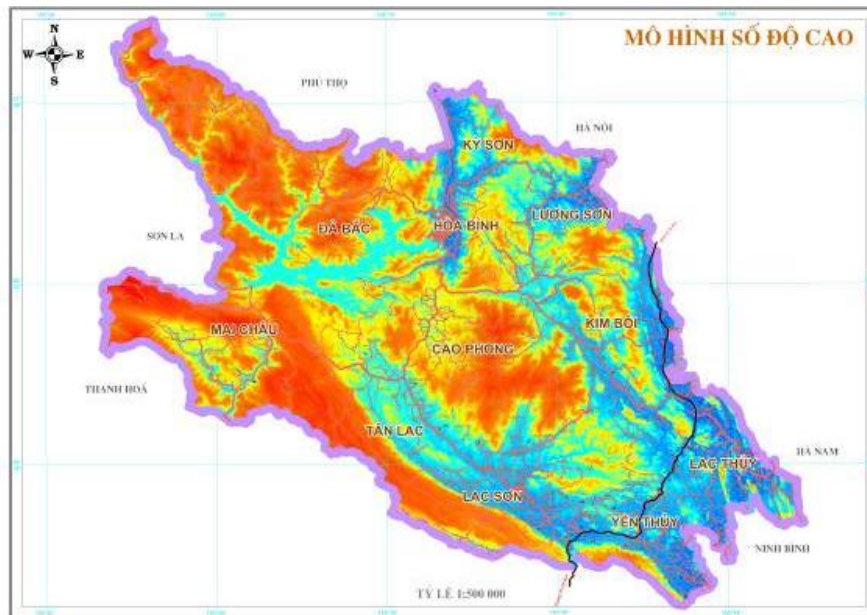 MÔ HÌNH SỐ ĐỘ CAO
N
W E
S
PHÚ THỌ
HÀ NỘI
KỲ SƠN
LƯƠNG SƠN
SƠN LA
ĐÀ BẮC
HÒA BÌNH
MAI CHÂU
KIM BÔI
CAO PHONG
THANH HOÁ
TÂN LẠC
HÀ NAM
LẠC THỦY
LẠC SƠN
YÊN THỦY
NINH BÌNH
TỶ LỆ 1:500 000